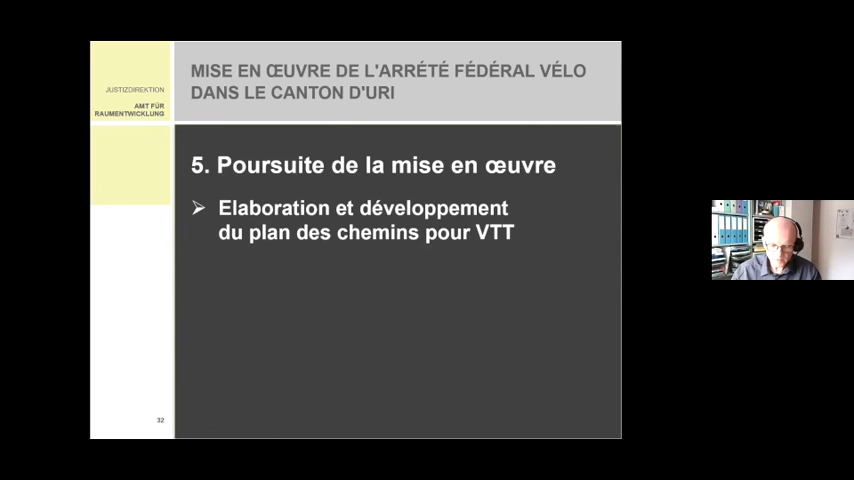 JUSTIZDIREKTION
AMT FÜR
RAUMENTWICKLUNG
MISE EN ŒUVRE DE L'ARRÉTÉ FÉDÉRAL VÉLO
DANS LE CANTON D'URI
5. Poursuite de la mise en œuvre
➢ Elaboration et développement
du plan des chemins pour VTT
32